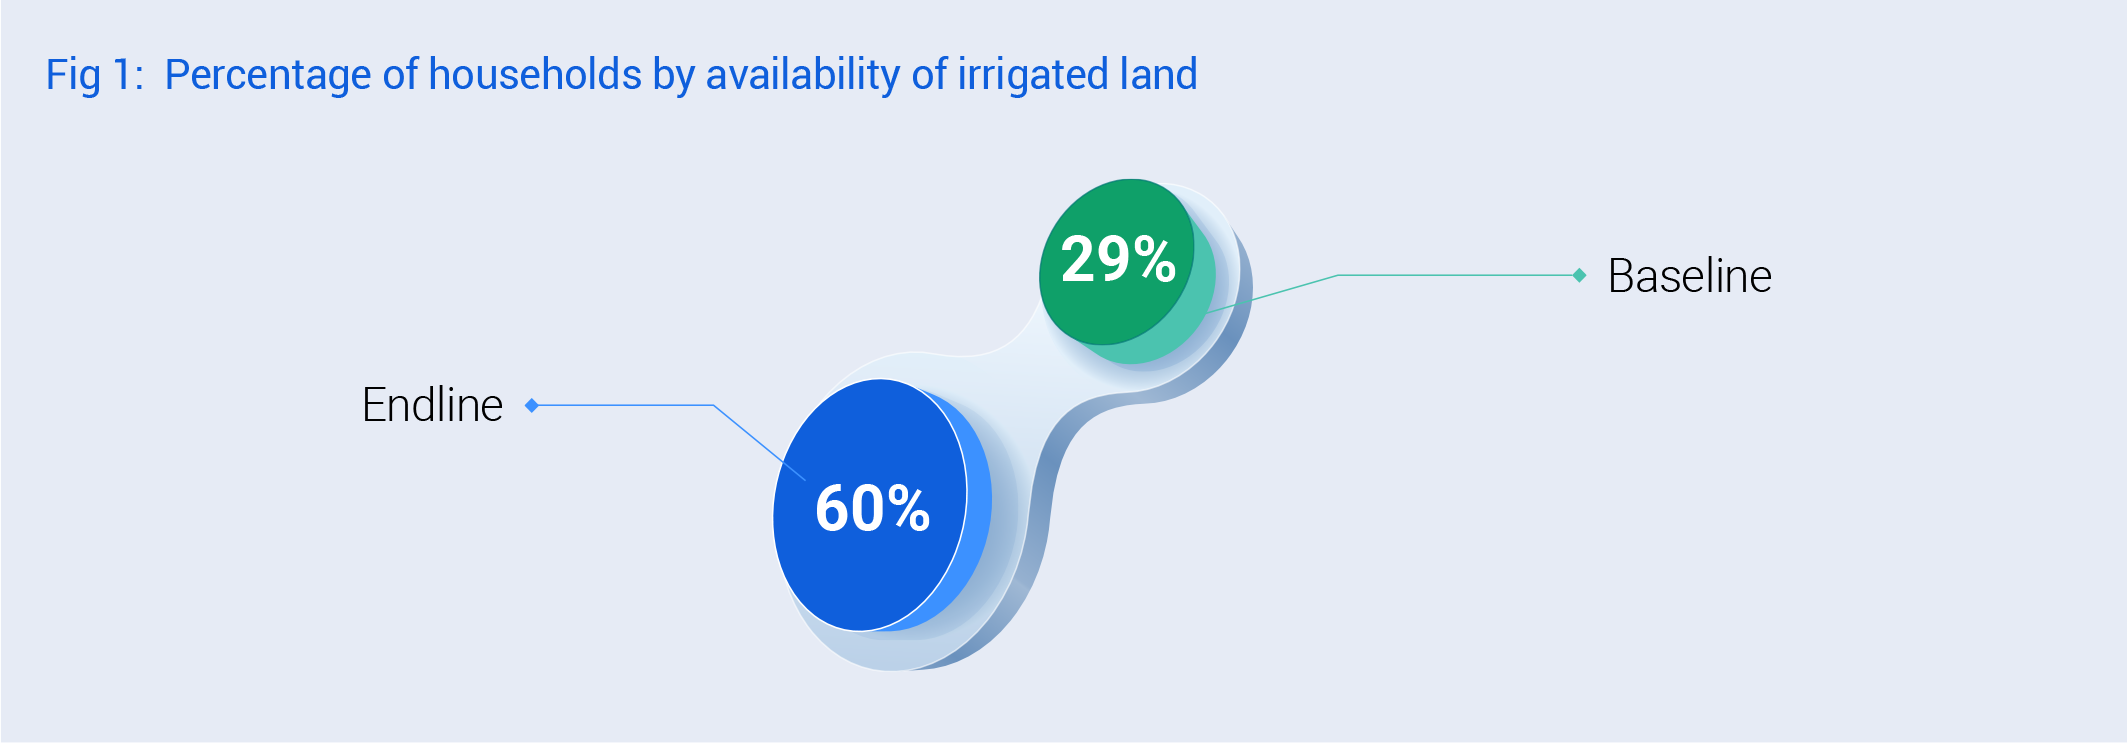 Fig 1:  Percentage of households by availability of irrigated land
29%
Baseline
Endline
60%